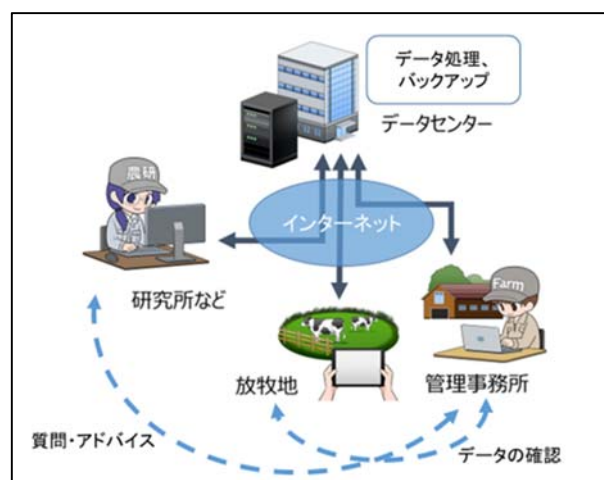 データ処理、
バックアップ
データセンター
農研
インターネット
Farm
研究所など
放牧地
管理事務所
質問・アドバイス
データの確認